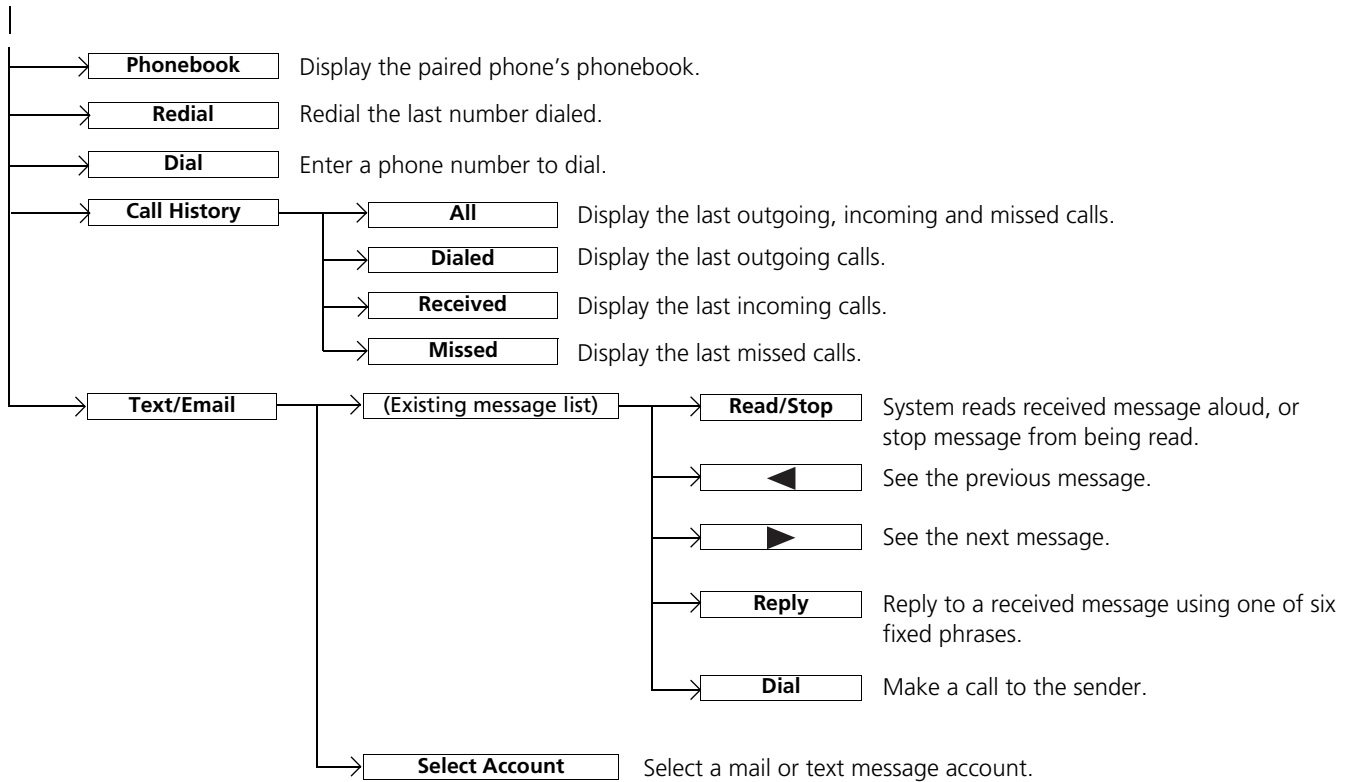 Phonebook Display the paired phone’s phonebook.
Redial Redial the last number dialed.
Dial Enter a phone number to dial.
Call History All Display the last outgoing, incoming and missed calls.
Dialed Display the last outgoing calls.
Received Display the last incoming calls.
Missed Display the last missed calls.
Text/Email (Existing message list) Read/Stop System reads received message aloud, or
stop message from being read.
See the previous message.
See the next message.
Reply Reply to a received message using one of six
fixed phrases.
Dial Make a call to the sender.
Select Account Select a mail or text message account.